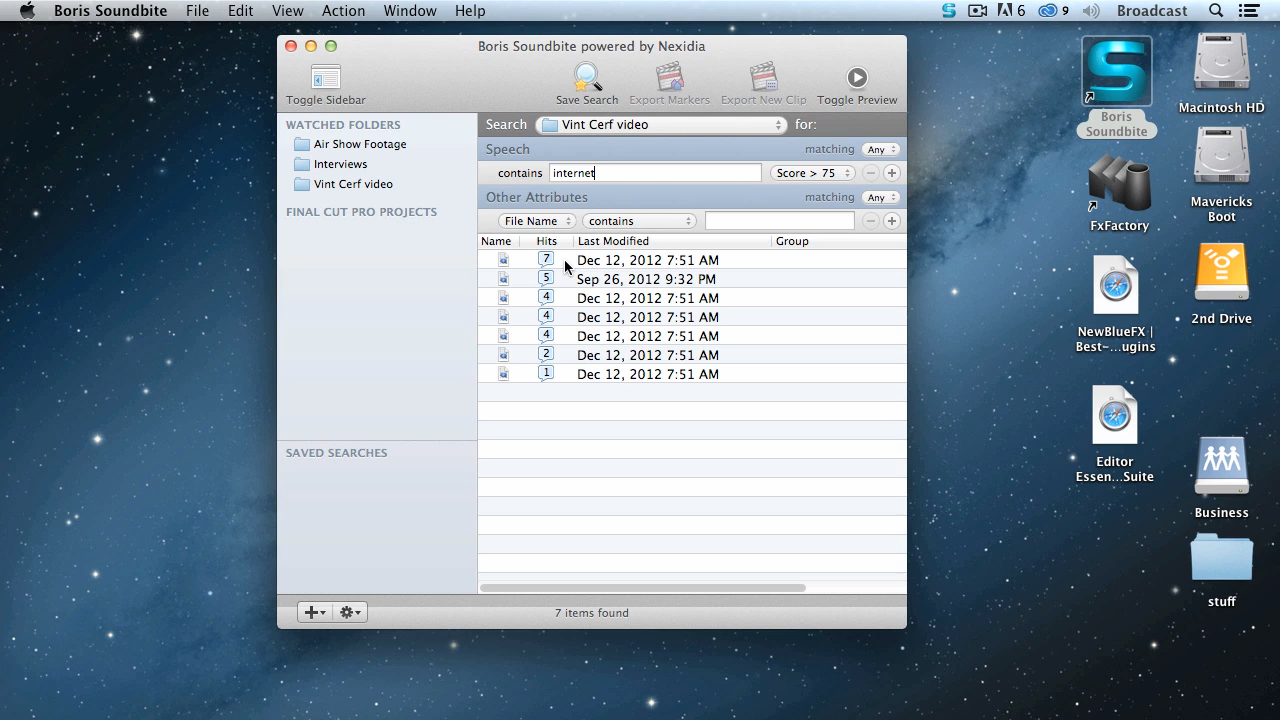 Boris Soundbite File Edit View Action Window Help 6 9 Broadcast
Boris Soundbite powered by Nexidia
Toggle Sidebar Save Search Export Markers Export New Clip Toggle Preview
WATCHED FOLDERS
Air Show Footage
Interviews
Vint Cerf video
FINAL CUT PRO PROJECTS
SAVED SEARCHES
Search Vint Cerf video for:
Speech matching Any
contains internet Score > 75
Other Attributes matching Any
File Name contains
Name Hits Last Modified Group
7 Dec 12, 2012 7:51 AM
5 Sep 26, 2012 9:32 PM
4 Dec 12, 2012 7:51 AM
4 Dec 12, 2012 7:51 AM
4 Dec 12, 2012 7:51 AM
2 Dec 12, 2012 7:51 AM
1 Dec 12, 2012 7:51 AM
7 items found
Boris
Soundbite
FxFactory
NewBlueFX |
Best-...ugins
Editor
Essen...Suite
Macintosh HD
Mavericks
Boot
2nd Drive
Business
stuff